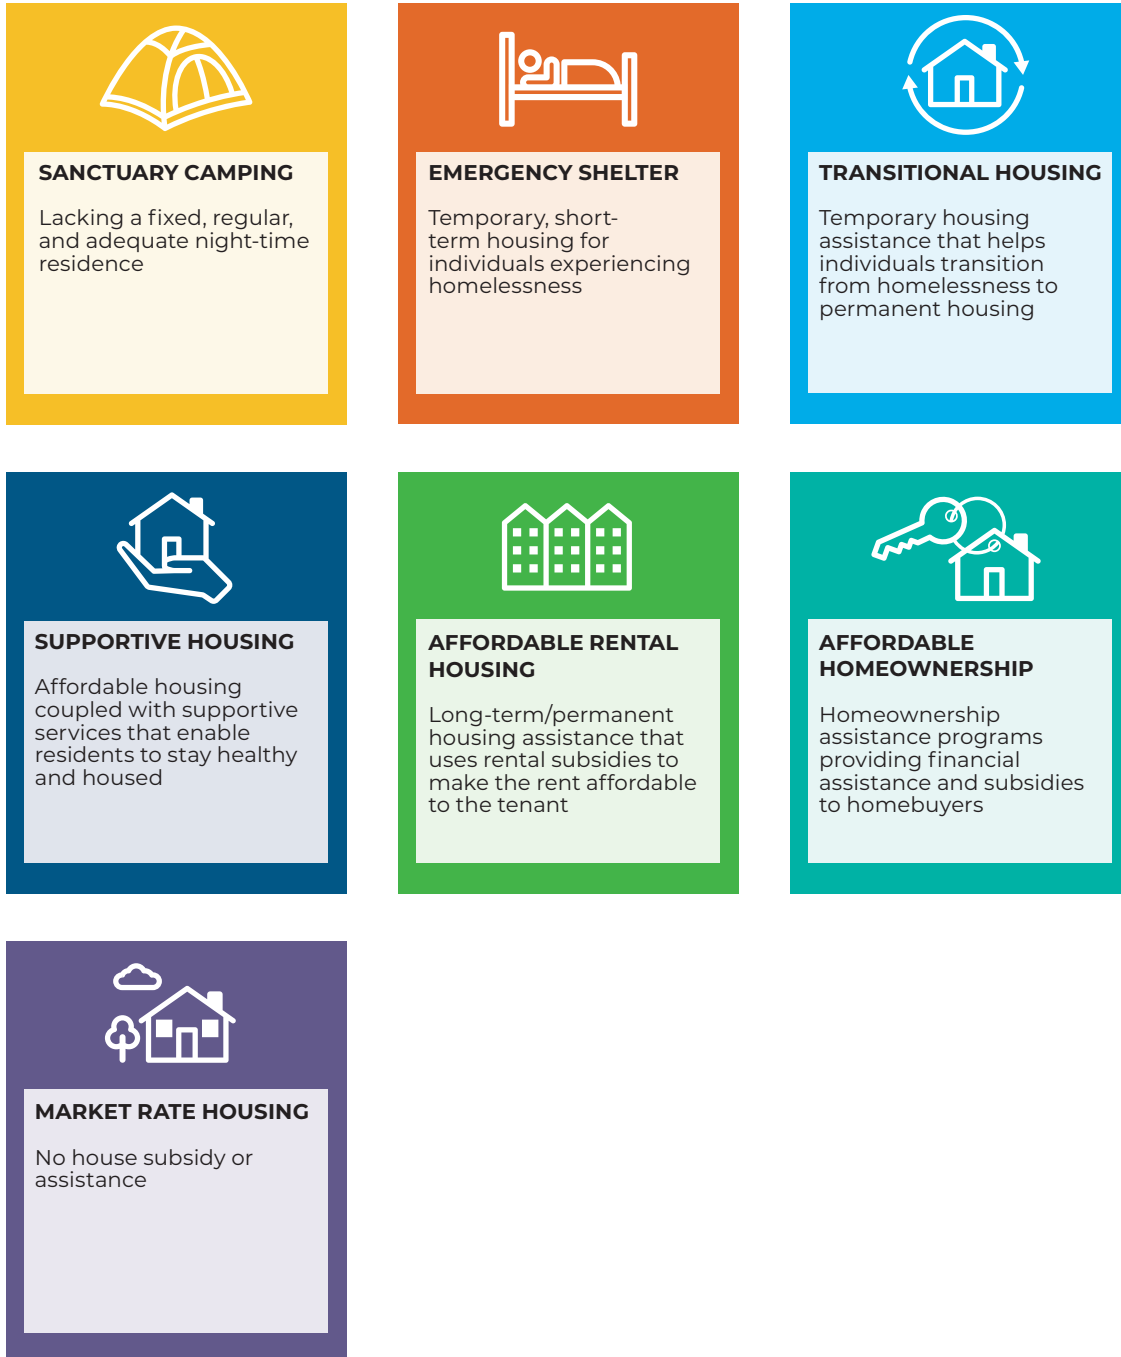 SANCTUARY CAMPING
Lacking a fixed, regular,
and adequate night-time
residence
EMERGENCY SHELTER
Temporary, short-
term housing for
individuals experiencing
homelessness
TRANSITIONAL HOUSING
Temporary housing
assistance that helps
individuals transition
from homelessness to
permanent housing
SUPPORTIVE HOUSING
Affordable housing
coupled with supportive
services that enable
residents to stay healthy
and housed
AFFORDABLE RENTAL
HOUSING
Long-term/permanent
housing assistance that
uses rental subsidies to
make the rent affordable
to the tenant
AFFORDABLE
HOMEOWNERSHIP
Homeownership
assistance programs
providing financial
assistance and subsidies
to homebuyers
MARKET RATE HOUSING
No house subsidy or
assistance